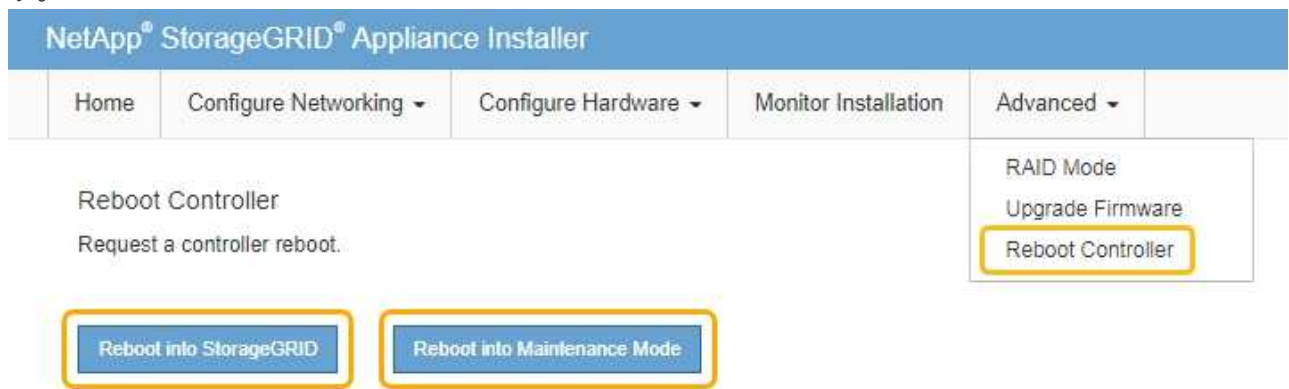 NetApp® StorageGRID® Appliance Installer
Home Configure Networking Configure Hardware Monitor Installation Advanced
RAID Mode
Upgrade Firmware
Reboot Controller
Reboot Controller
Request a controller reboot.
Reboot into StorageGRID Reboot into Maintenance Mode